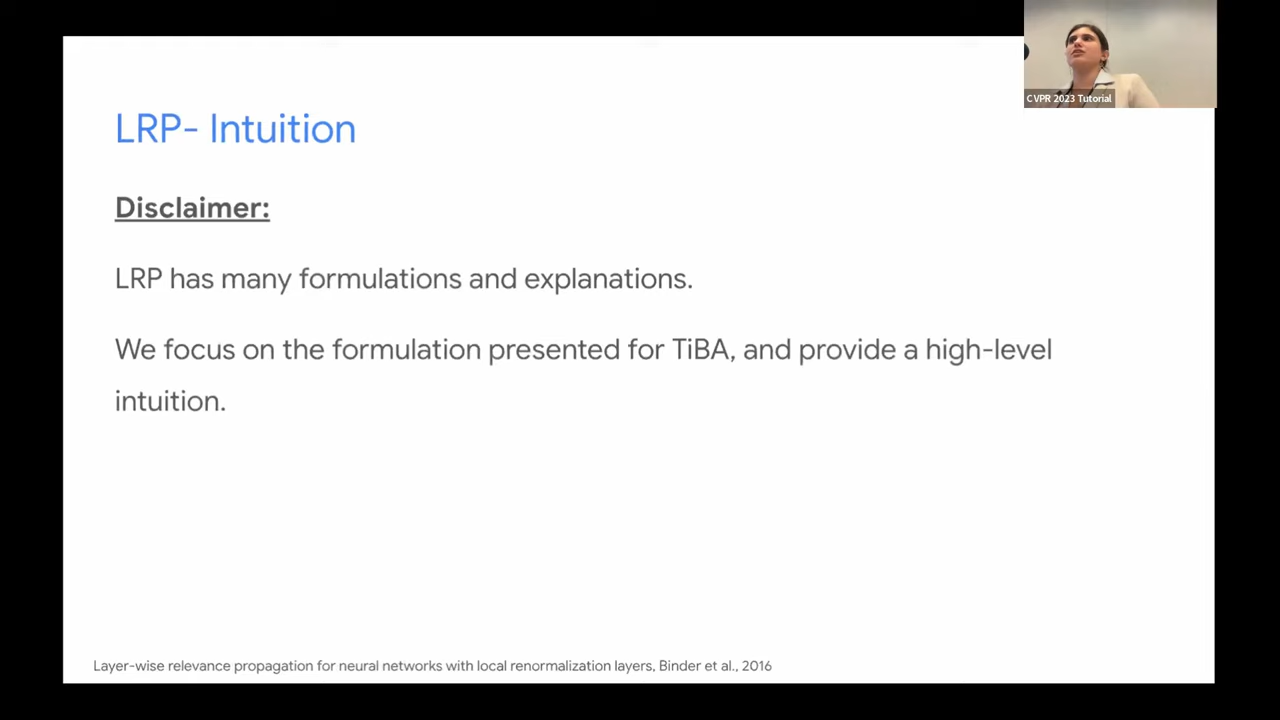 CVPR 2023 Tutorial
LRP- Intuition
Disclaimer:
LRP has many formulations and explanations.
We focus on the formulation presented for TiBA, and provide a high-level
intuition.
Layer-wise relevance propagation for neural networks with local renormalization layers, Binder et al., 2016